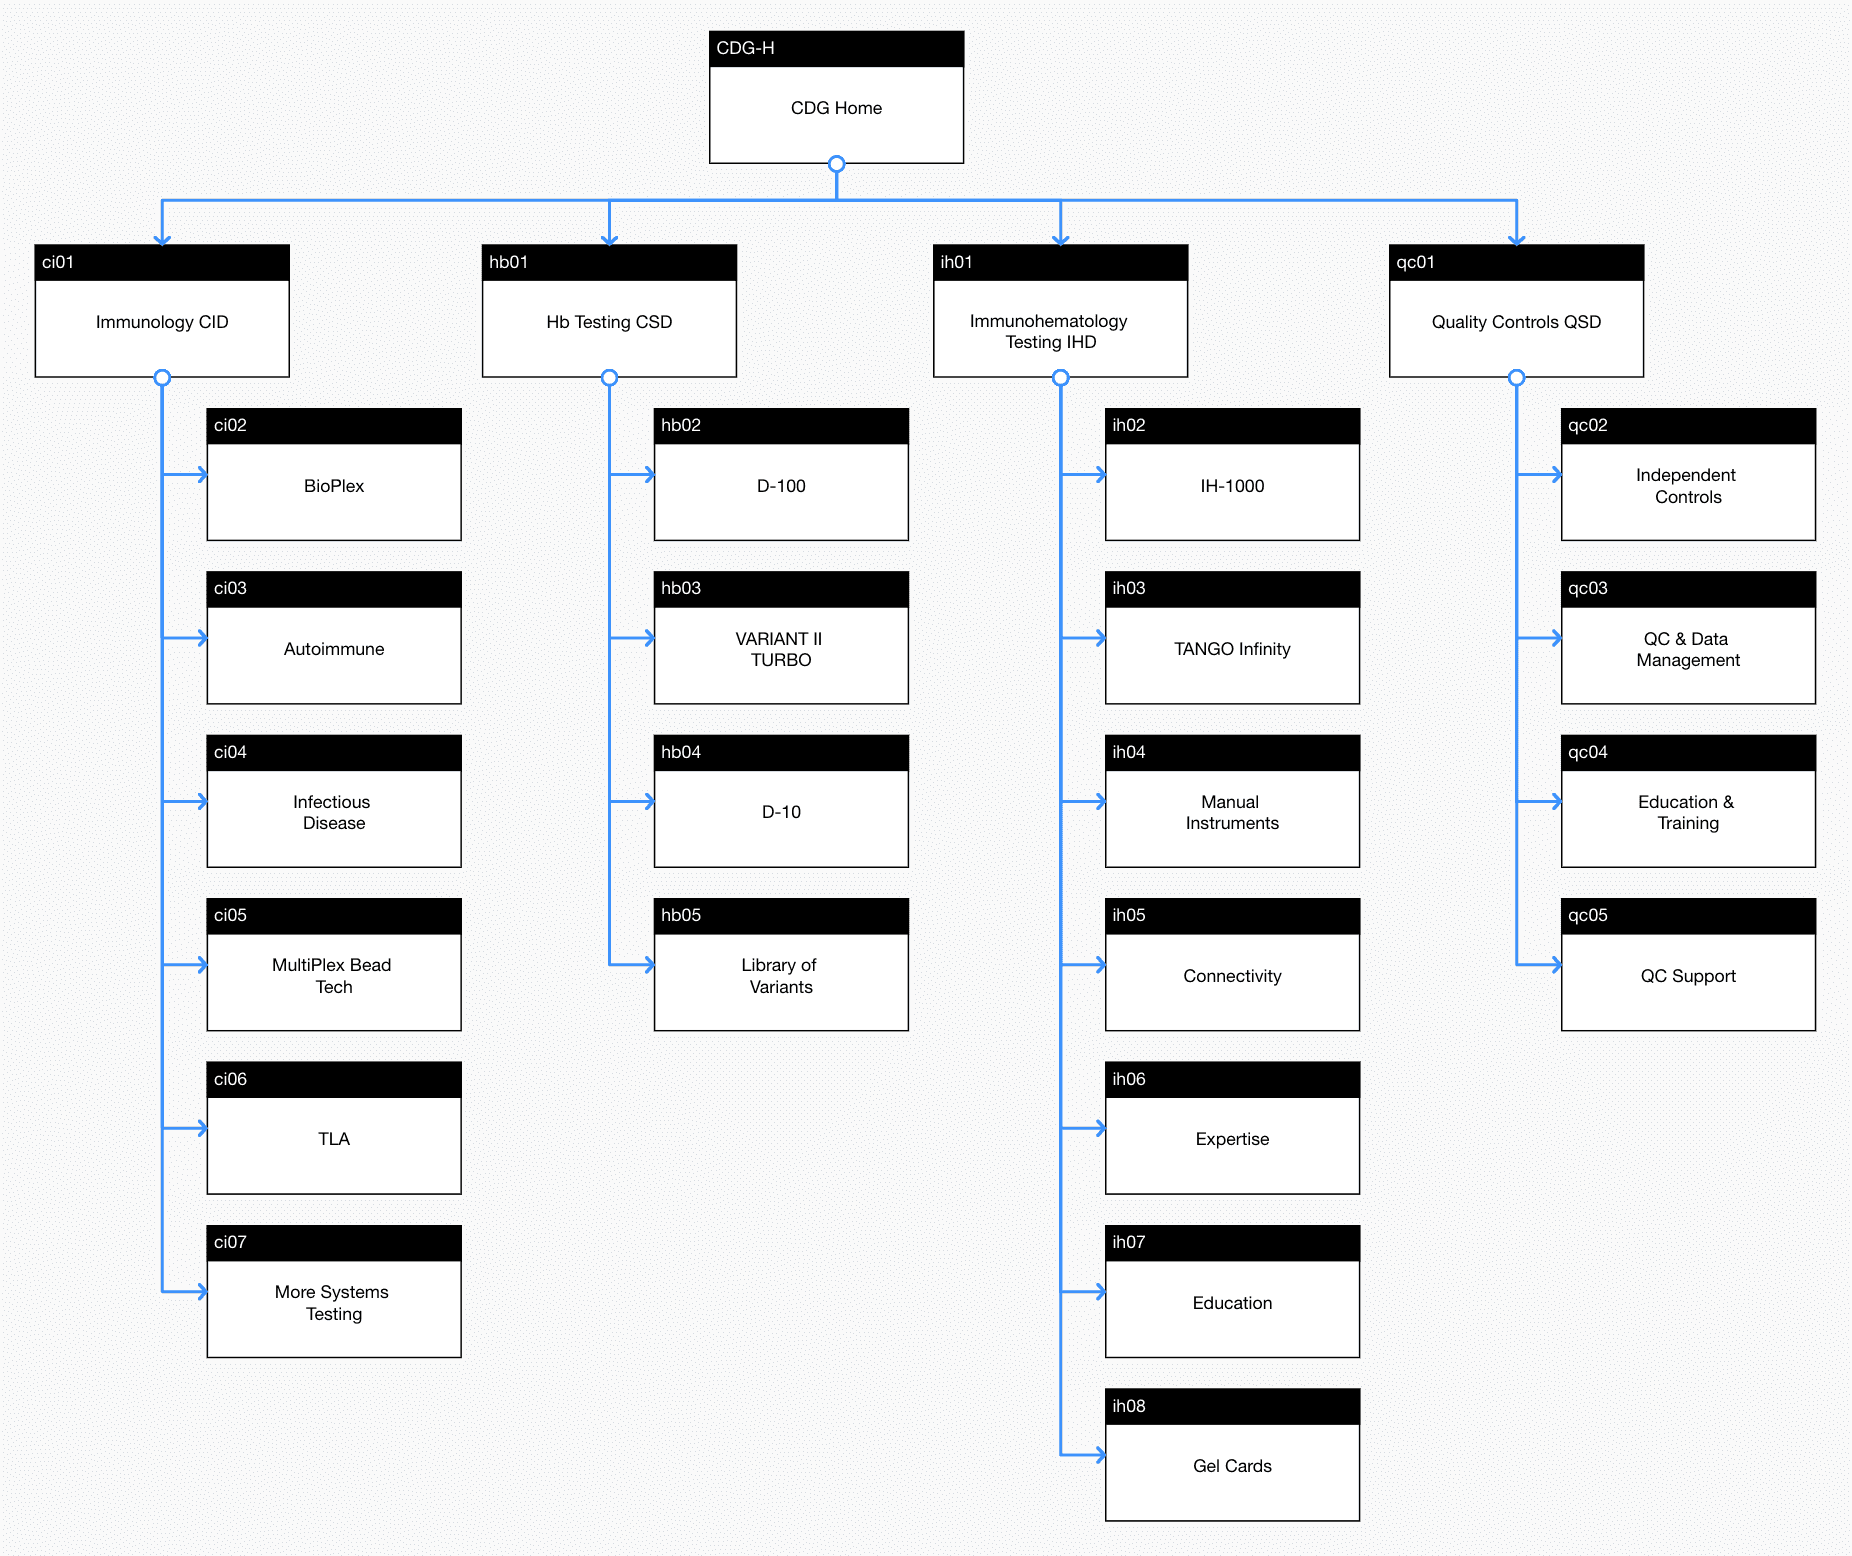 CDG-H
CDG Home
ci01
Immunology CID
hb01
Hb Testing CSD
ih01
Immunohematology
Testing IHD
qc01
Quality Controls QSD
ci02
BioPlex
ci03
Autoimmune
ci04
Infectious
Disease
ci05
MultiPlex Bead
Tech
ci06
TLA
ci07
More Systems
Testing
hb02
D-100
hb03
VARIANT II
TURBO
hb04
D-10
hb05
Library of
Variants
ih02
IH-1000
ih03
TANGO Infinity
ih04
Manual
Instruments
ih05
Connectivity
ih06
Expertise
ih07
Education
ih08
Gel Cards
qc02
Independent
Controls
qc03
QC & Data
Management
qc04
Education &
Training
qc05
QC Support